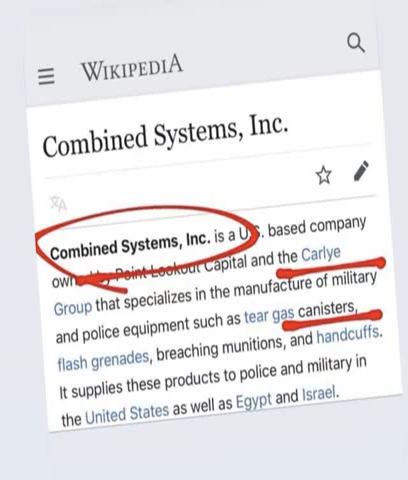 WIKIPEDIA
Combined Systems, Inc.
Combined Systems, Inc. is a U.S. based company
owned by Point Lookout Capital and the Carlye
Group that specializes in the manufacture of military
and police equipment such as tear gas canisters,
flash grenades, breaching munitions, and handcuffs.
It supplies these products to police and military in
the United States as well as Egypt and Israel.